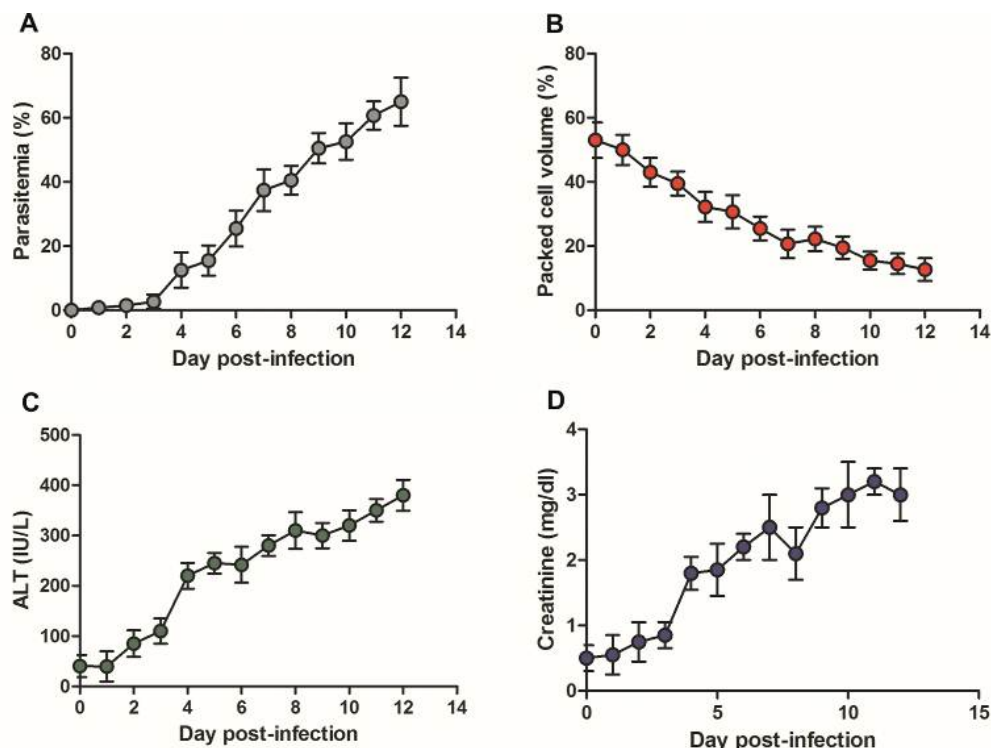 A
Parasitemia (%)
80
60
40
20
0
0 2 4 6 8 10 12 14
Day post-infection
B
Packed cell volume (%)
80
60
40
20
0
0 2 4 6 8 10 12 14
Day post-infection
C
ALT (IU/L)
500
400
300
200
100
0
0 2 4 6 8 10 12 14
Day post-infection
D
Creatinine (mg/dl)
4
3
2
1
0
0 5 10 15
Day post-infection